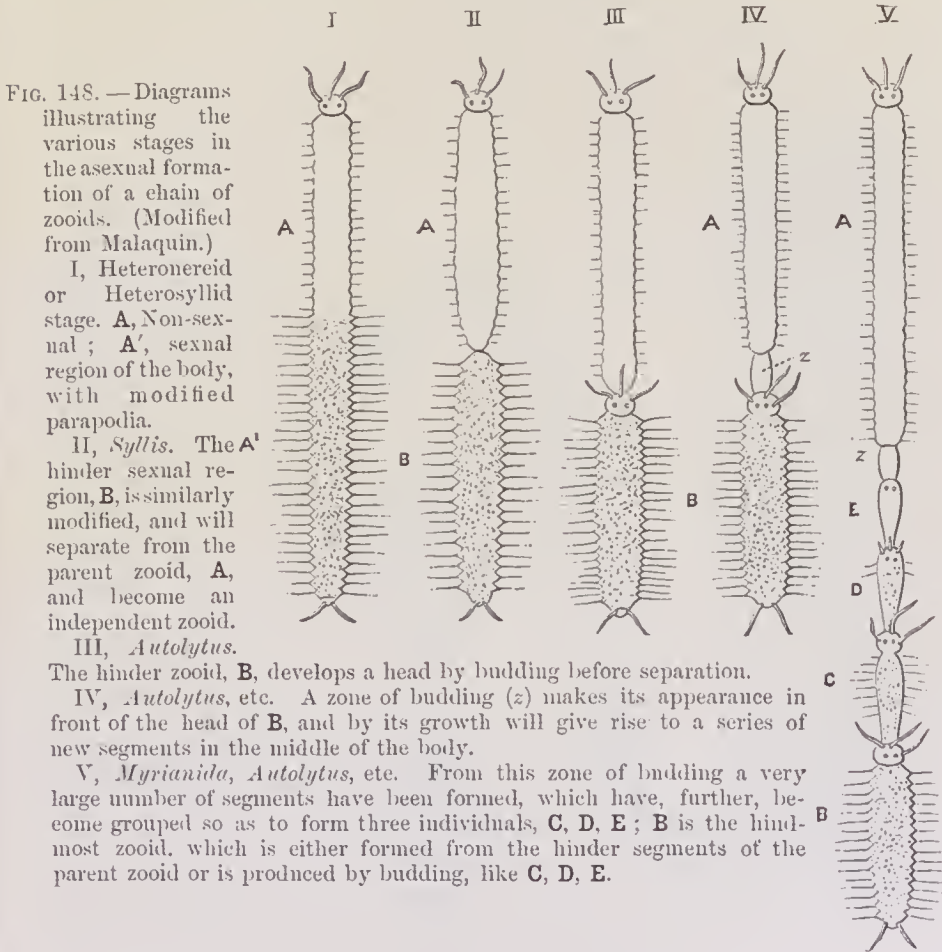 I II III IV V
FIG. 148. — Diagrams
illustrating the
various stages in
the asexual forma-
tion of a chain of
zooids. (Modified
from Malaquin.)
I, Heteronereid
or Heterosyllid
stage. A, Non-sex-
ual ; A′, sexual
region of the body,
with modified
parapodia.
II, Syllis. The
hinder sexual re-
gion, B, is similarly
modified, and will
separate from the
parent zooid, A,
and become an
independent zooid.
III, Autolytus.
The hinder zooid, B, develops a head by budding before separation.
IV, Autolytus, etc. A zone of budding (z) makes its appearance in
front of the head of B, and by its growth will give rise to a series of
new segments in the middle of the body.
V, Myrianida, Autolytus, etc. From this zone of budding a very
large number of segments have been formed, which have, further, be-
come grouped so as to form three individuals, C, D, E ; B is the hind-
most zooid. which is either formed from the hinder segments of the
parent zooid or is produced by budding, like C, D, E.
A
A′
A
B
A
z
B
A
z
E
D
C
B